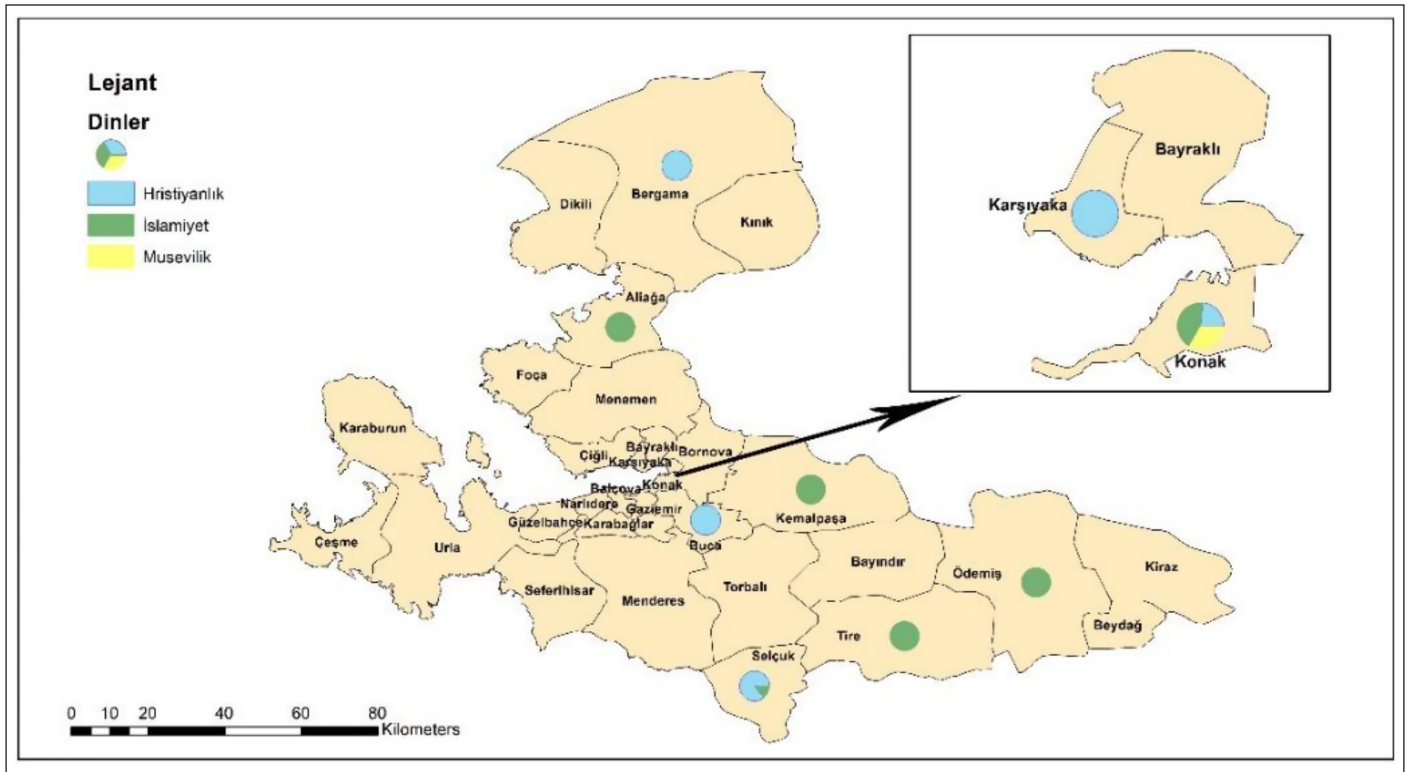 Lejant
Dinler
Hristiyanlık
İslamiyet
Musevilik
Bayraklı
Karşıyaka
Konak
Dikili
Bergama
Kınık
Aliağa
Foça
Menemen
Karaburun
Çiğli
Bayraklı
Karşıyaka
Bornova
Konak
Balçova
Narlıdere
Gaziemir
Güzelbahçe
Karabağlar
Buca
Kemalpaşa
Çeşme
Urla
Seferihisar
Menderes
Torbalı
Bayındır
Ödemiş
Kiraz
Beydağ
Tire
Selçuk
0 10 20 40 60 80
Kilometers